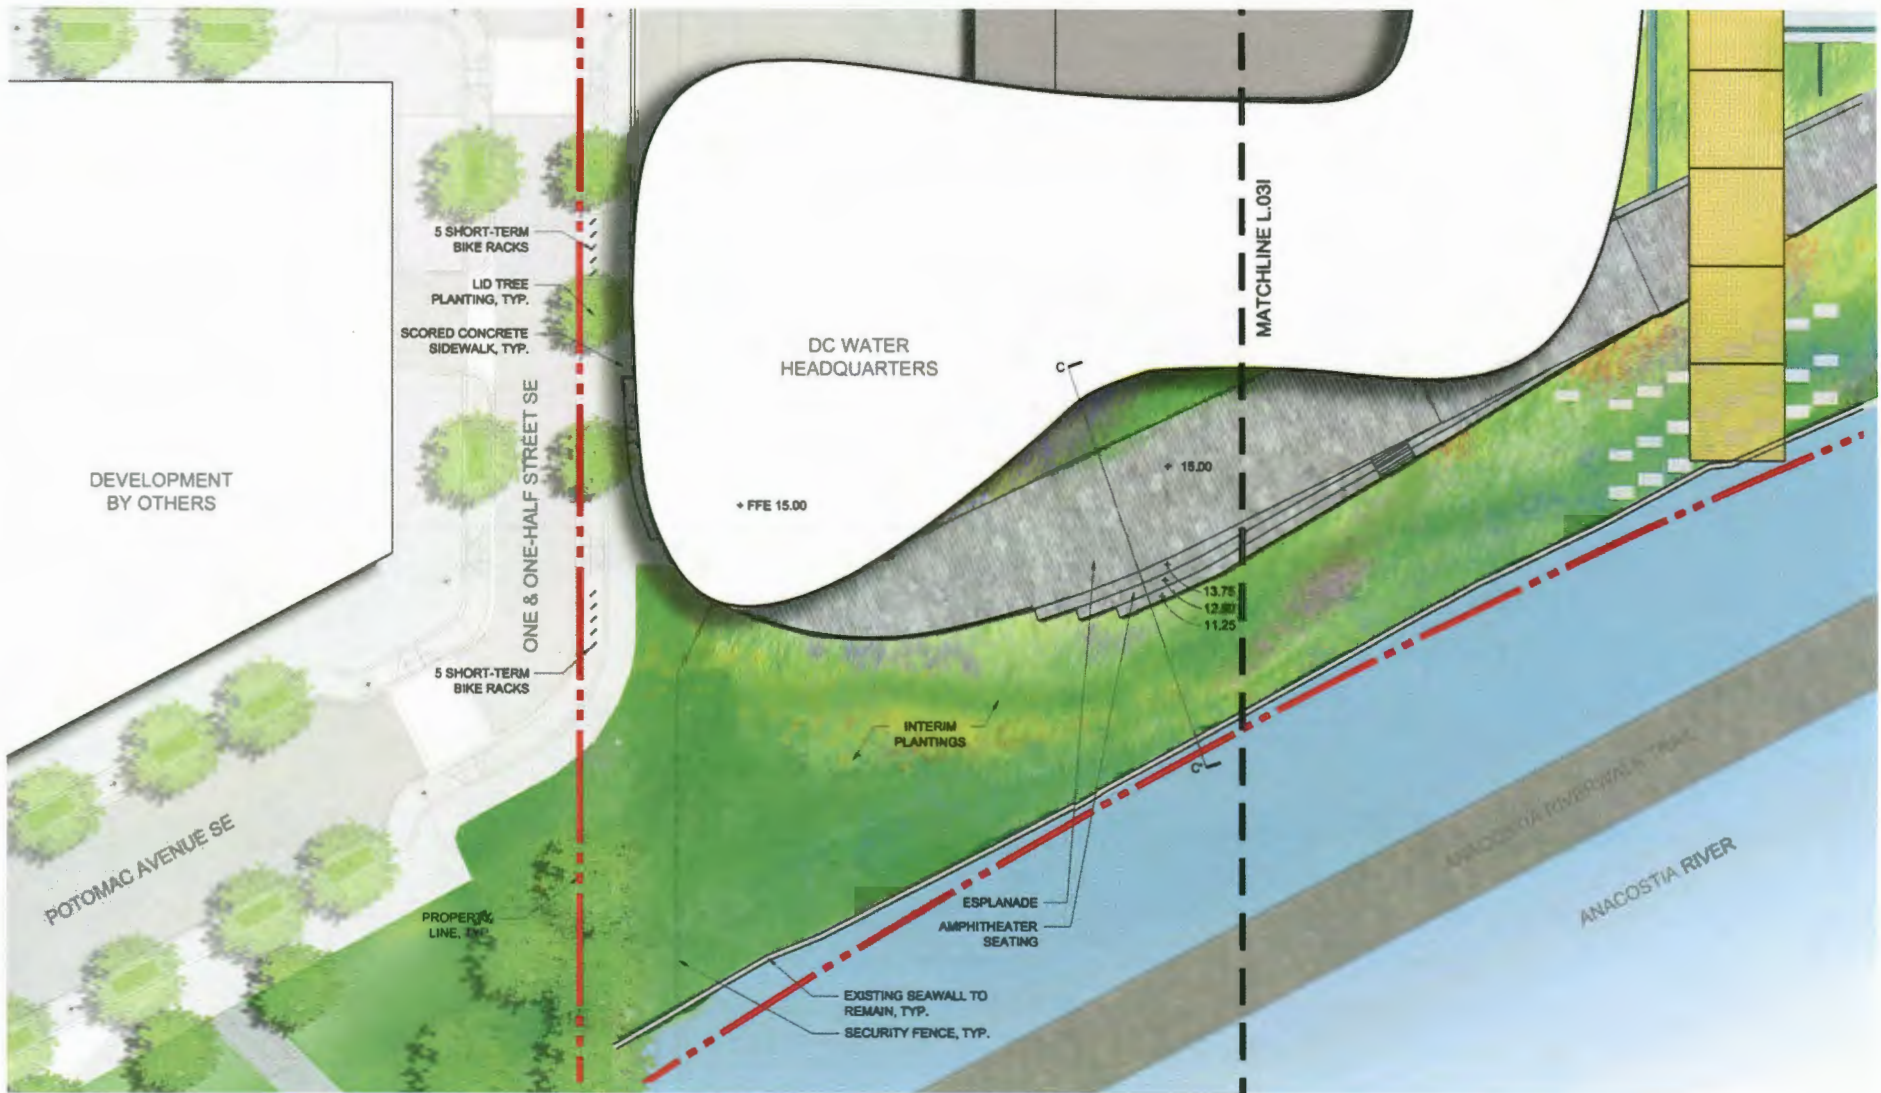 5 SHORT-TERM
BIKE RACKS
LID TREE
PLANTING, TYP.
SCORED CONCRETE
SIDEWALK, TYP.
ONE & ONE-HALF STREET SE
DEVELOPMENT
BY OTHERS
DC WATER
HEADQUARTERS
+ FFE 15.00
MATCHLINE L.03I
C
+ 15.00
13.75
11.25
5 SHORT-TERM
BIKE RACKS
INTERIM
PLANTINGS
C'
POTOMAC AVENUE SE
PROPERTY
LINE, TYP.
ESPLANADE
AMPHITHEATER
SEATING
EXISTING SEAWALL TO
REMAIN, TYP.
SECURITY FENCE, TYP.
ANACOSTIA RIVERWALK TRAIL
ANACOSTIA RIVER